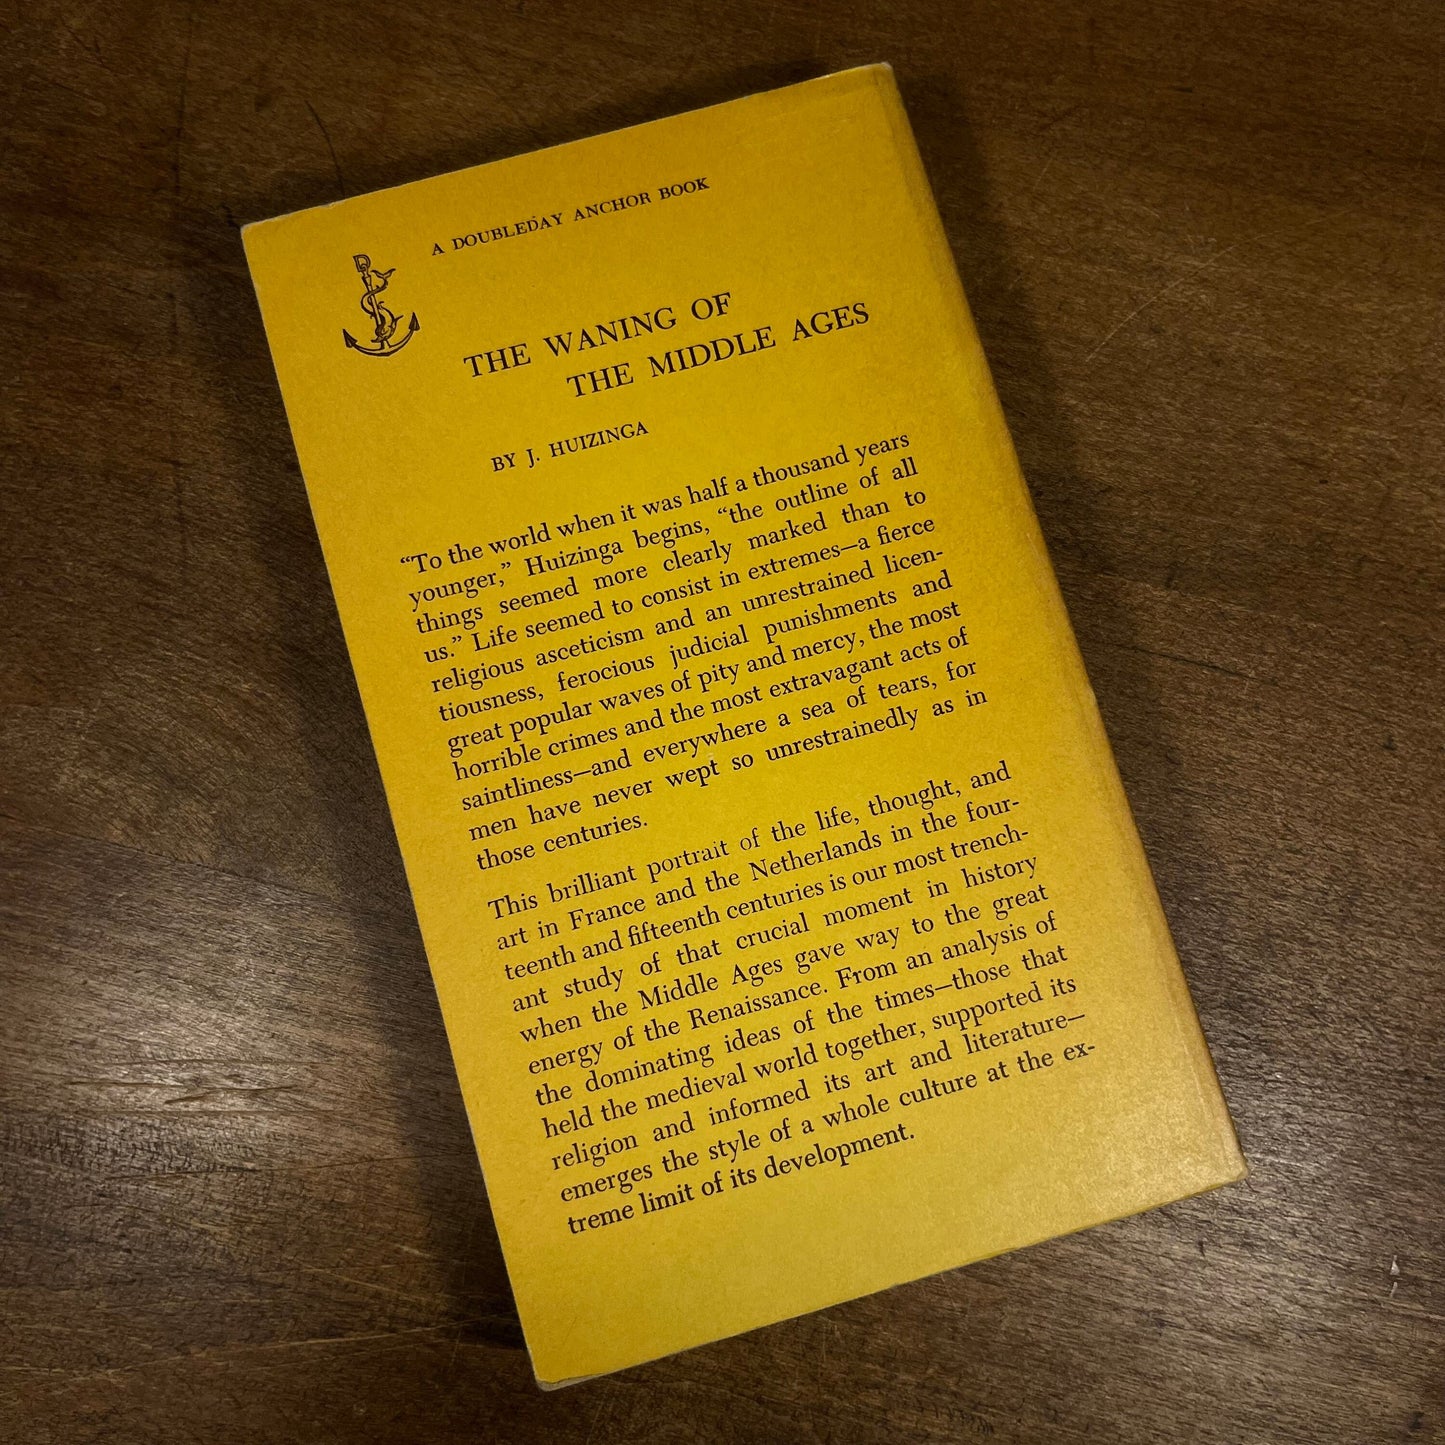 A DOUBLEDAY ANCHOR BOOK
D
THE WANING OF
THE MIDDLE AGES
BY J. HUIZINGA
“To the world when it was half a thousand years
younger,” Huizinga begins, “the outline of all
things seemed more clearly marked than to
us.” Life seemed to consist in extremes—a fierce
religious asceticism and an unrestrained licen-
tiousness, ferocious judicial punishments and
great popular waves of pity and mercy, the most
horrible crimes and the most extravagant acts of
saintliness—and everywhere a sea of tears, for
men have never wept so unrestrainedly as in
those centuries.
This brilliant portrait of the life, thought, and
art in France and the Netherlands in the four-
teenth and fifteenth centuries is our most trench-
ant study of that crucial moment in history
when the Middle Ages gave way to the great
energy of the Renaissance. From an analysis of
the dominating ideas of the times—those that
held the medieval world together, supported its
religion and informed its art and literature—
emerges the style of a whole culture at the ex-
treme limit of its development.